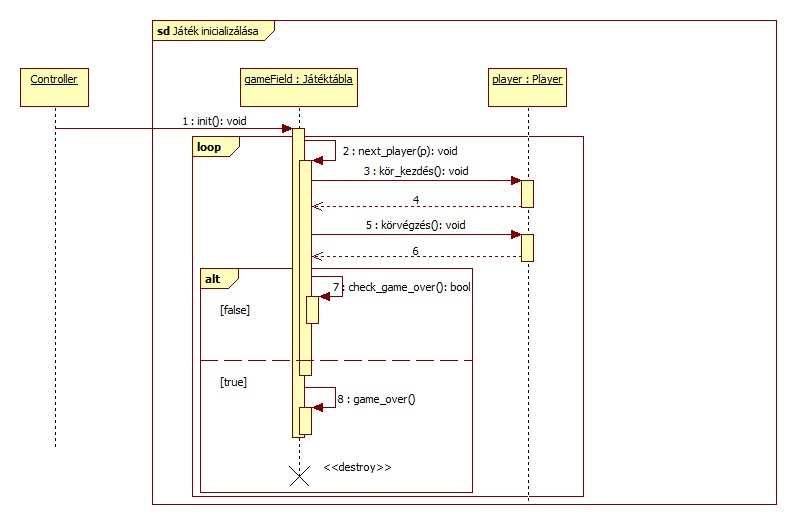 sd Játék inicializálása
Controller
gameField : Játéktábla
player : Player
1 : init(): void
loop
2 : next_player(p): void
3 : kör_kezdés(): void
4
5 : körvégzés(): void
6
alt
7 : check_game_over(): bool
[false]
[true]
8 : game_over()
<<destroy>>